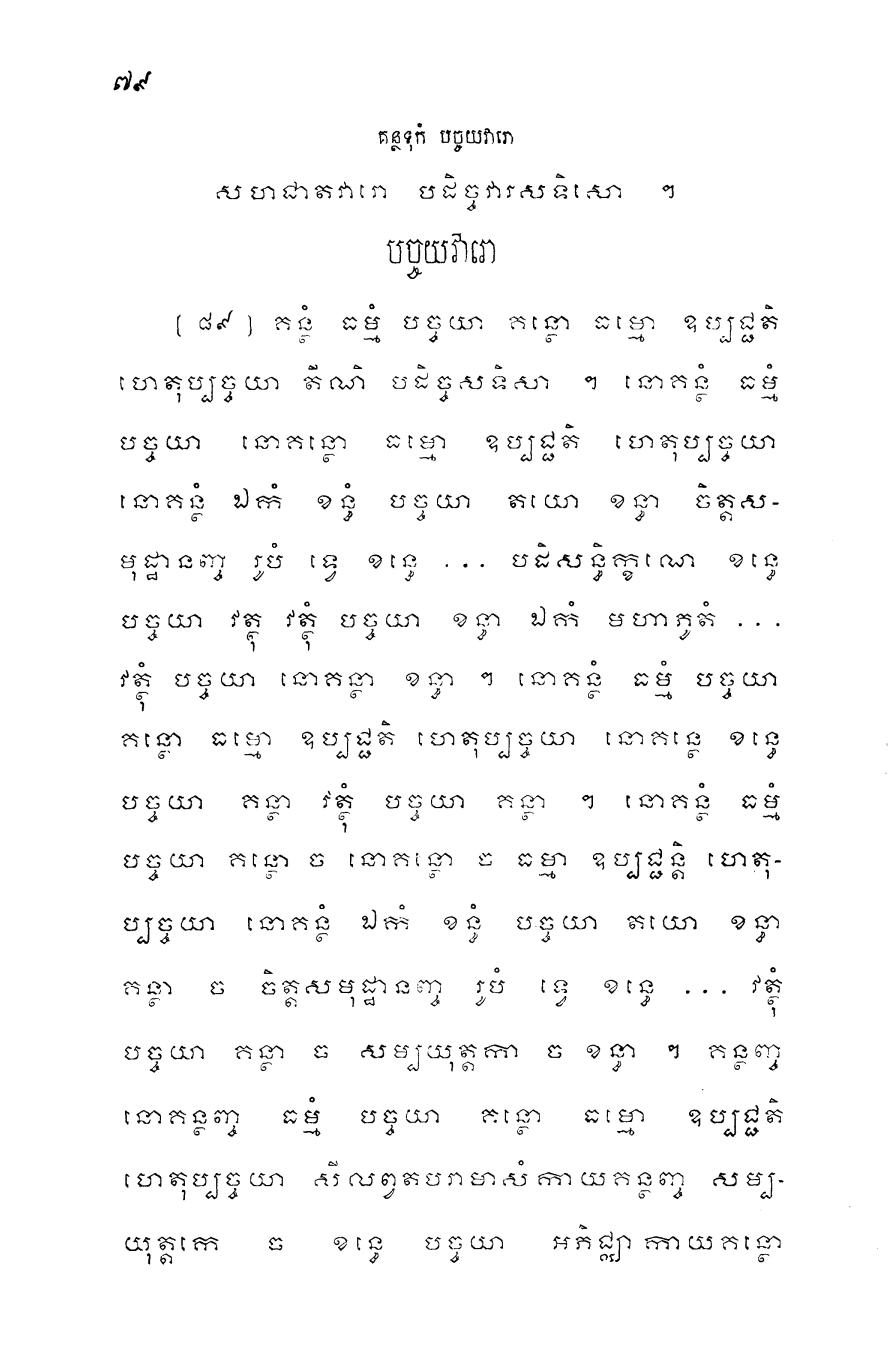 ៧៩
គន្ថទុកំ បច្ចយវារោ
សហជាតវារោ បដិច្ចវារសទិសោ ។
បច្ចយវារោ
[ ៨៩ ] គន្ថំ ធម្មំ បច្ចយា គន្ថោ ធម្មោ ឧប្បជ្ជតិ
ហេតុប្បច្ចយា តីណិ បដិច្ចសទិសា ។ នោគន្ថំ ធម្មំ
បច្ចយា នោគន្ថោ ធម្មោ ឧប្បជ្ជតិ ហេតុប្បច្ចយា
នោគន្ថំ ឯកំ ខន្ធំ បច្ចយា តយោ ខន្ធា ចិត្តស-
មុដ្ឋានញ្ច រូបំ ទ្វេ ខន្ធេ ... បដិសន្ធិក្ខណេ ខន្ធេ
បច្ចយា វត្ថុ វត្ថុំ បច្ចយា ខន្ធា ឯកំ មហាភូតំ ...
វត្ថុំ បច្ចយា នោគន្ថា ខន្ធា ។ នោគន្ថំ ធម្មំ បច្ចយា
គន្ថោ ធម្មោ ឧប្បជ្ជតិ ហេតុប្បច្ចយា នោគន្ថេ ខន្ធេ
បច្ចយា គន្ថា វត្ថុំ បច្ចយា គន្ថា ។ នោគន្ថំ ធម្មំ
បច្ចយា គន្ថោ ច នោគន្ថោ ច ធម្មា ឧប្បជ្ជន្តិ ហេតុ-
ប្បច្ចយា នោគន្ថំ ឯកំ ខន្ធំ បច្ចយា តយោ ខន្ធា
គន្ថា ច ចិត្តសមុដ្ឋានញ្ច រូបំ ទ្វេ ខន្ធេ ... វត្ថុំ
បច្ចយា គន្ថា ច សម្បយុត្តកា ច ខន្ធា ។ គន្ថញ្ច
នោគន្ថញ្ច ធម្មំ បច្ចយា គន្ថោ ធម្មោ ឧប្បជ្ជតិ
ហេតុប្បច្ចយា សីលព្វតបរាមាសំ កាយគន្ថញ្ច សម្ប-
យុត្តកេ ច ខន្ធេ បច្ចយា អភិជ្ឈា កាយគន្ថោ